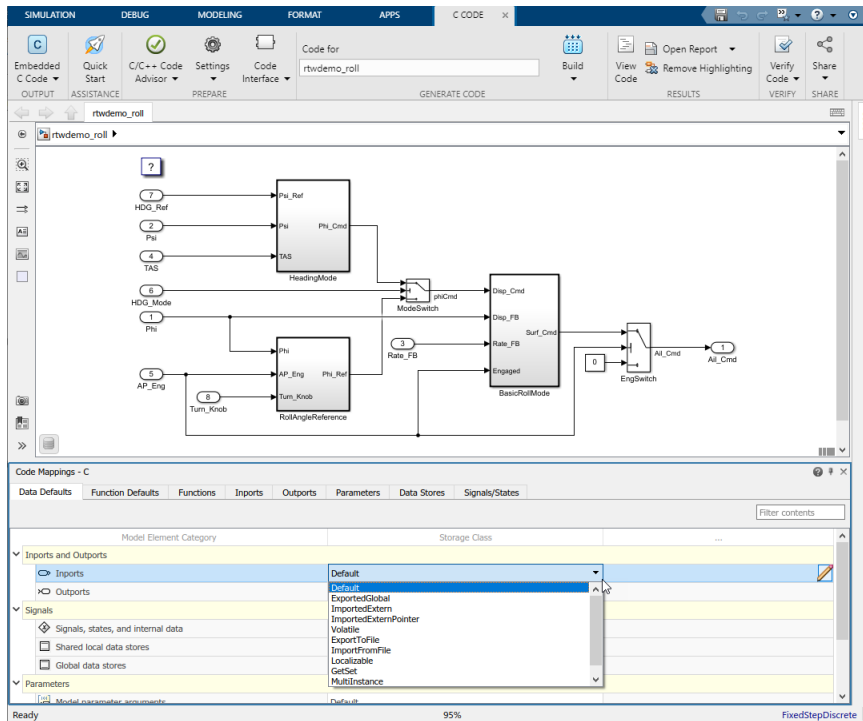 SIMULATION DEBUG MODELING FORMAT APPS C CODE
C
Embedded C Code
Quick Start
C/C++ Code Advisor
Settings
Code Interface
Code for
rtwdemo_roll
Build
View Code
Open Report
Remove Highlighting
Verify Code
Share
OUTPUT ASSISTANCE PREPARE GENERATE CODE RESULTS VERIFY SHARE
rtwdemo_roll
rtwdemo_roll
?
7
HDG_Ref
2
Psi
4
TAS
Psi_Ref
Psi Phi_Cmd
TAS
HeadingMode
6
HDG_Mode
1
Phi
ModeSwitch
phiCmd
5
AP_Eng
8
Turn_Knob
Phi
AP_Eng Phi_Ref
Turn_Knob
RollAngleReference
3
Rate_FB
Disp_Cmd
Disp_FB
Surf_Cmd
Rate_FB
Engaged
BasicRollMode
0
EngSwitch
Ail_Cmd
1
Ail_Cmd
Code Mappings - C
Data Defaults Function Defaults Functions Inports Outports Parameters Data Stores Signals/States
Filter contents
Model Element Category Storage Class ...
Inports and Outports
Inports Default
Outports
Signals
Signals, states, and internal data
Shared local data stores
Global data stores
Parameters
Model parameter arguments Default
Default
ExportedGlobal
ImportedExtern
ImportedExternPointer
Volatile
ExportToFile
ImportFromFile
Localizable
GetSet
MultiInstance
Ready 95% FixedStepDiscrete